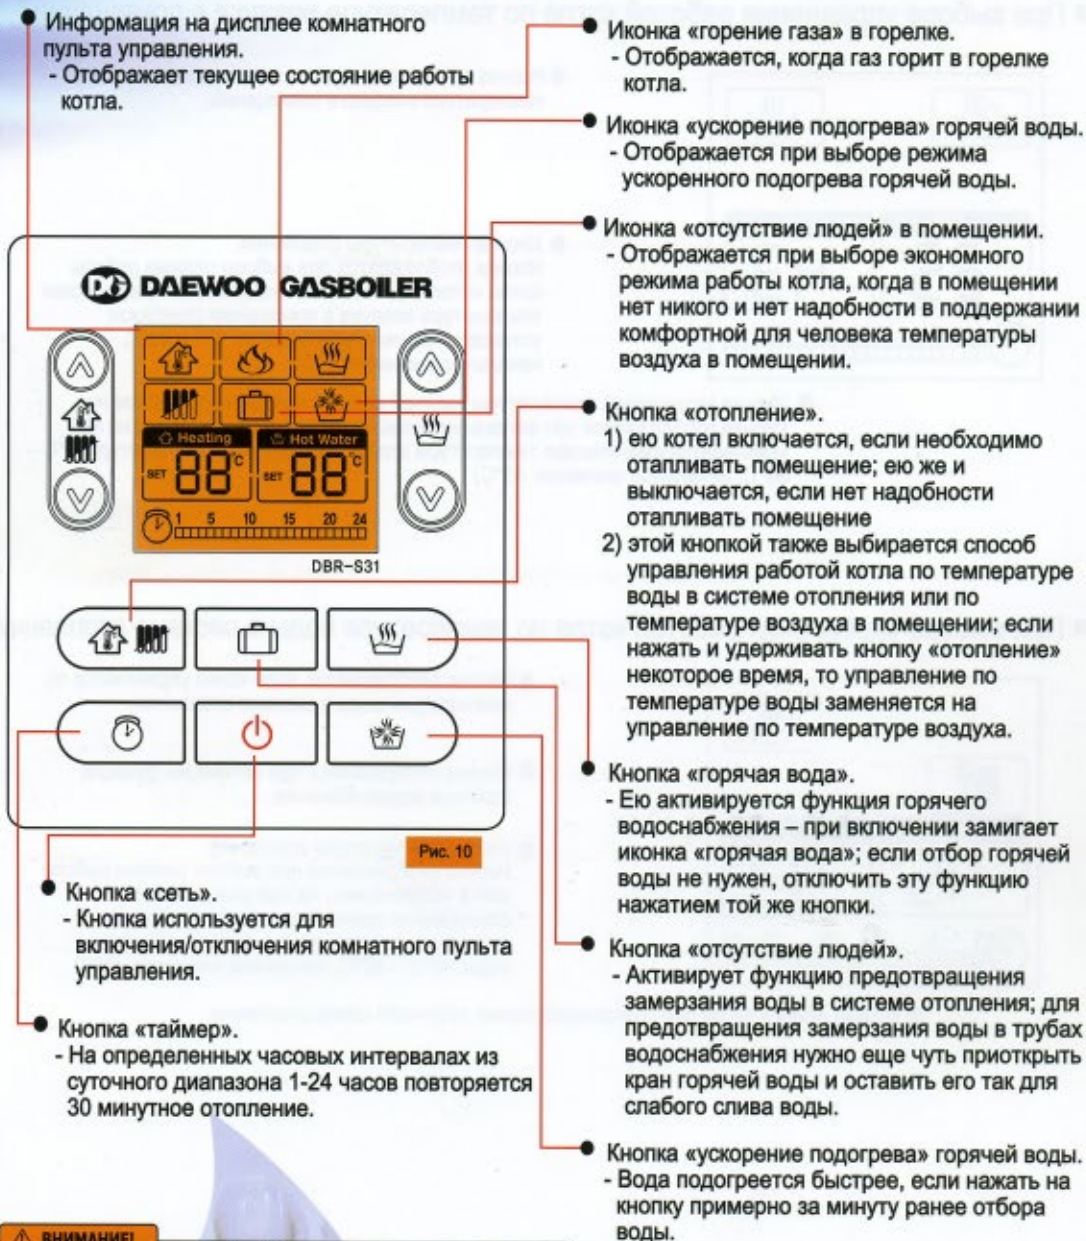 Информация на дисплее комнатного
пульта управления.
- Отображает текущее состояние работы
котла.
Иконка «горение газа» в горелке.
- Отображается, когда газ горит в горелке
котла.
Иконка «ускорение подогрева» горячей воды.
- Отображается при выборе режима
ускоренного подогрева горячей воды.
Иконка «отсутствие людей» в помещении.
- Отображается при выборе экономного
режима работы котла, когда в помещении
нет никого и нет надобности в поддержании
комфортной для человека температуры
воздуха в помещении.
DG DAEWOO GASBOILER
Heating
Hot Water
SET 88°C
SET 88°C
1 5 10 15 20 24
DBR-S31
Кнопка «отопление».
1) ею котел включается, если необходимо
отапливать помещение; ею же и
выключается, если нет надобности
отапливать помещение
2) этой кнопкой также выбирается способ
управления работой котла по температуре
воды в системе отопления или по
температуре воздуха в помещении; если
нажать и удерживать кнопку «отопление»
некоторое время, то управление по
температуре воды заменяется на
управление по температуре воздуха.
Кнопка «горячая вода».
- Ею активируется функция горячего
водоснабжения – при включении замигает
иконка «горячая вода»; если отбор горячей
воды не нужен, отключить эту функцию
нажатием той же кнопки.
Рис. 10
Кнопка «сеть».
- Кнопка используется для
включения/отключения комнатного пульта
управления.
Кнопка «таймер».
- На определенных часовых интервалах из
суточного диапазона 1-24 часов повторяется
30 минутное отопление.
Кнопка «отсутствие людей».
- Активирует функцию предотвращения
замерзания воды в системе отопления; для
предотвращения замерзания воды в трубах
водоснабжения нужно еще чуть приоткрыть
кран горячей воды и оставить его так для
слабого слива воды.
Кнопка «ускорение подогрева» горячей воды.
- Вода подогреется быстрее, если нажать на
кнопку примерно за минуту ранее отбора
воды.
ВНИМАНИЕ!